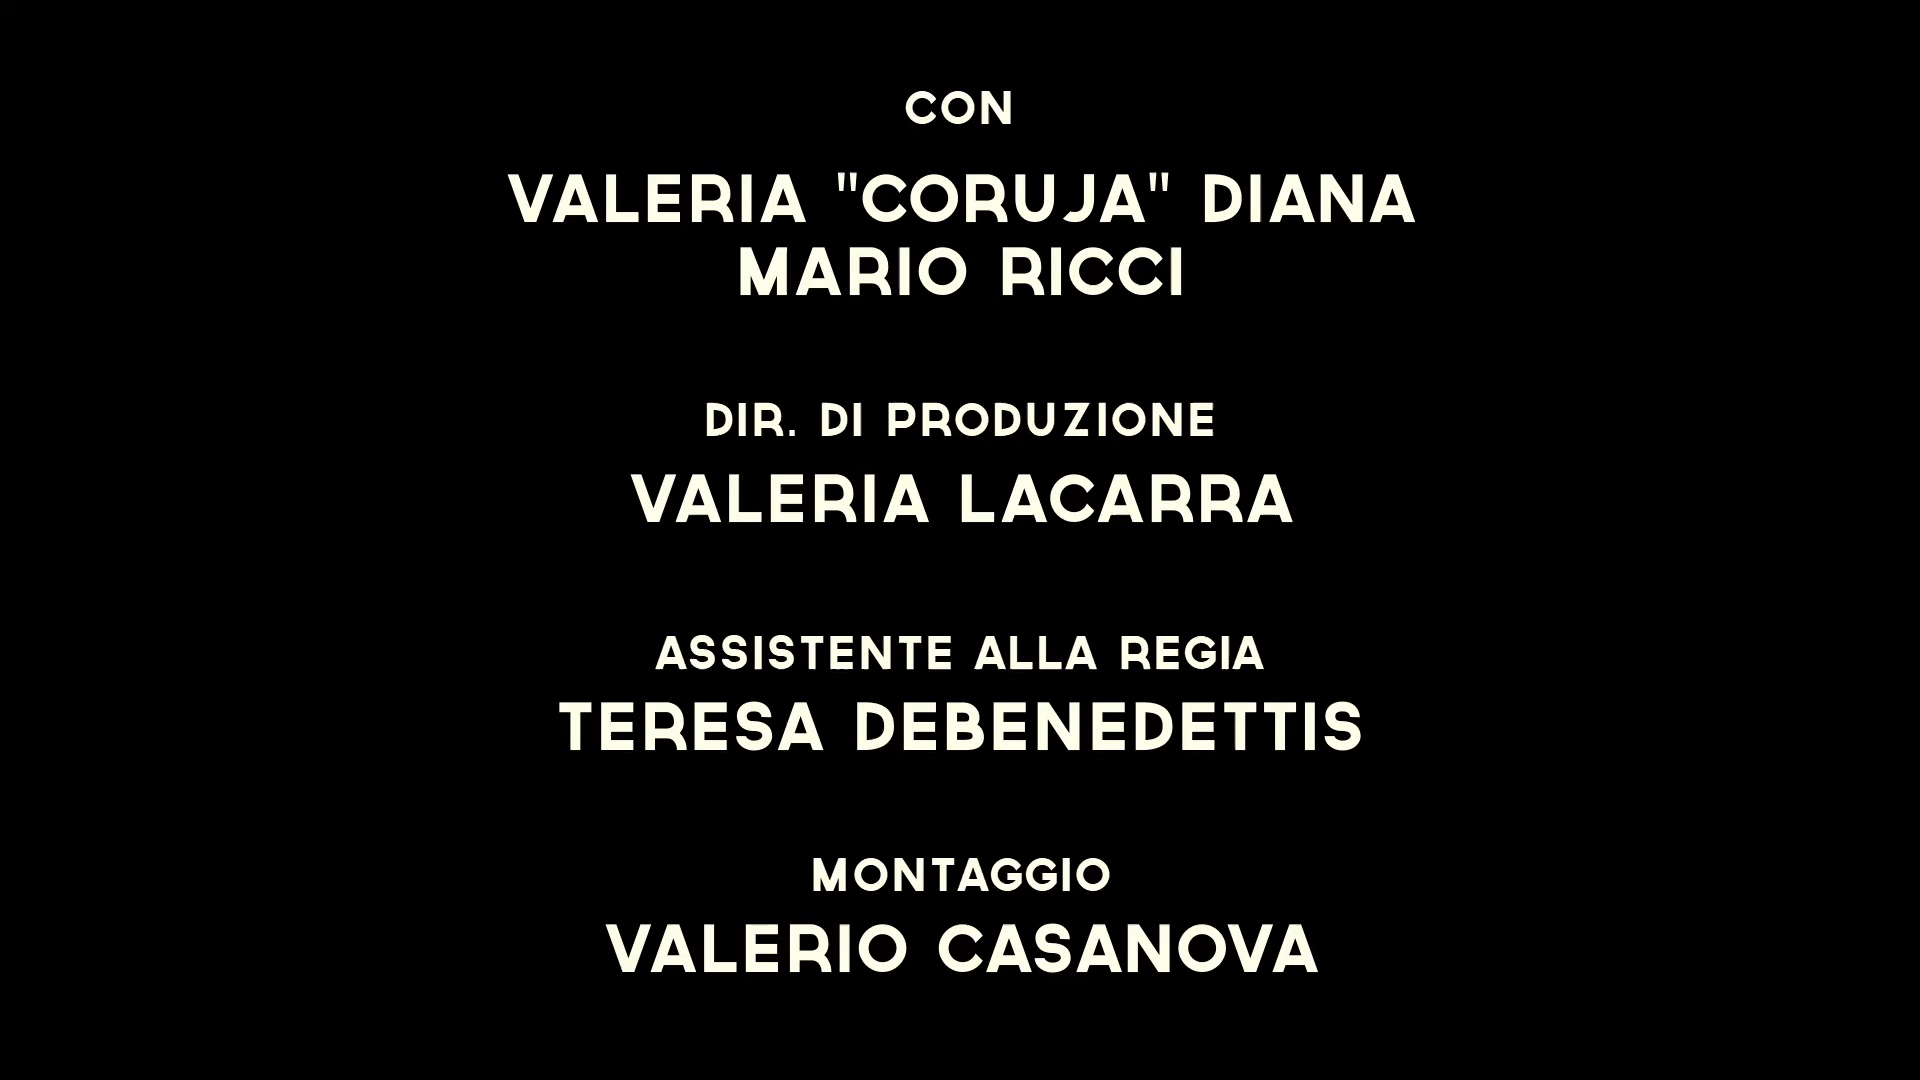 CON
VALERIA "CORUJA" DIANA
MARIO RICCI
DIR. DI PRODUZIONE
VALERIA LACARRA
ASSISTENTE ALLA REGIA
TERESA DEBENEDETTIS
MONTAGGIO
VALERIO CASANOVA